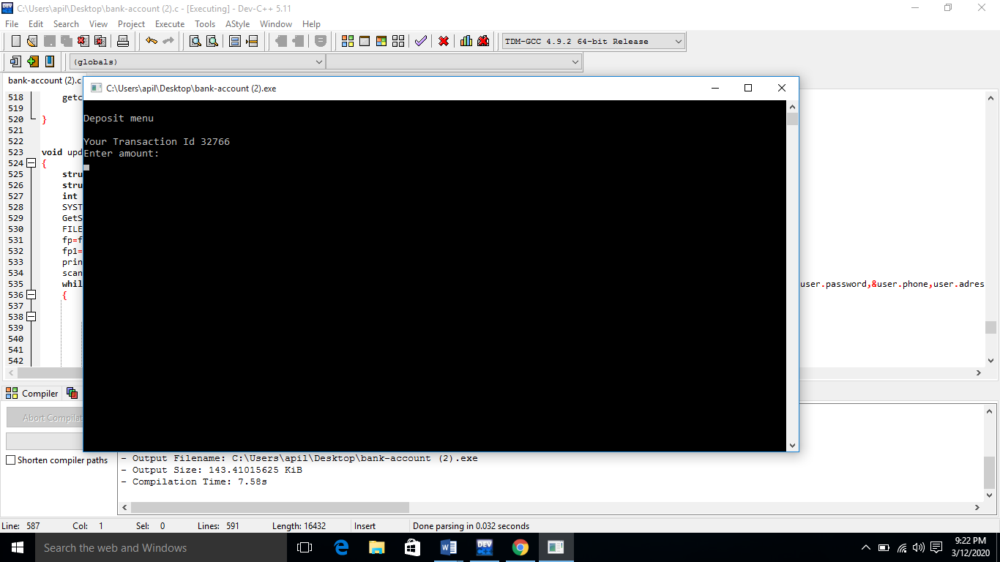 C:\Users\apil\Desktop\bank-account (2).c - [Executing] - Dev-C++ 5.11
File Edit Search View Project Execute Tools AStyle Window Help
TDM-GCC 4.9.2 64-bit Release
(globals)
bank-account (2).c
C:\Users\apil\Desktop\bank-account (2).exe
Deposit menu
Your Transaction Id 32766
Enter amount:
518 getc
519
520 }
521
522
523 void upd
524 {
525 stru
526 stru
527 int
528 SYST
529 GetS
530 FILE
531 fp=f
532 fp1=
533 prin
534 scan
535 whil user.password,&user.phone,user.adres
536 {
537
538
539
540
541
542
Compiler
Abort Compilat
Shorten compiler paths
- Output Filename: C:\Users\apil\Desktop\bank-account (2).exe
- Output Size: 143.41015625 KiB
- Compilation Time: 7.58s
Line: 587 Col: 1 Sel: 0 Lines: 591 Length: 16432 Insert Done parsing in 0.032 seconds
Search the web and Windows
DEV
9:22 PM
3/12/2020